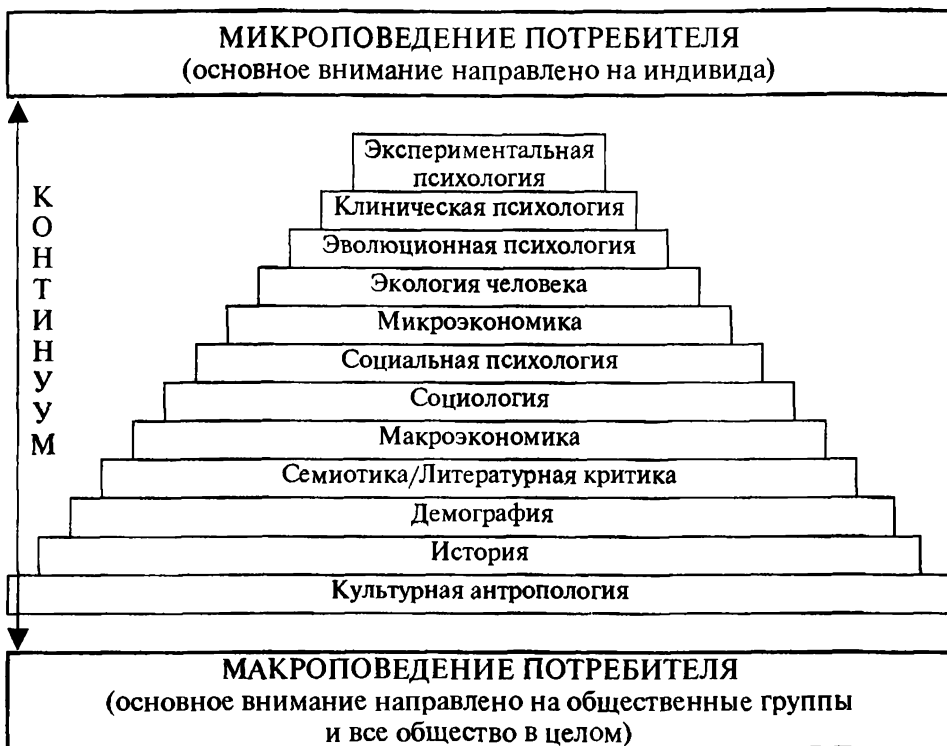 МИКРОПОВЕДЕНИЕ ПОТРЕБИТЕЛЯ
(основное внимание направлено на индивида)
КОНТИНУУМ
Экспериментальная
психология
Клиническая психология
Эволюционная психология
Экология человека
Микроэкономика
Социальная психология
Социология
Макроэкономика
Семиотика/Литературная критика
Демография
История
Культурная антропология
МАКРОПОВЕДЕНИЕ ПОТРЕБИТЕЛЯ
(основное внимание направлено на общественные группы
и все общество в целом)